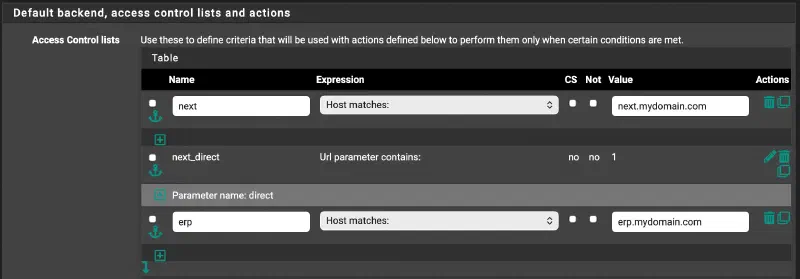 Default backend, access control lists and actions
Access Control lists Use these to define criteria that will be used with actions defined below to perform them only when certain conditions are met.
Table
Name Expression CS Not Value Actions
next Host matches: next.mydomain.com
next_direct Url parameter contains: no no 1
Parameter name: direct
erp Host matches: erp.mydomain.com